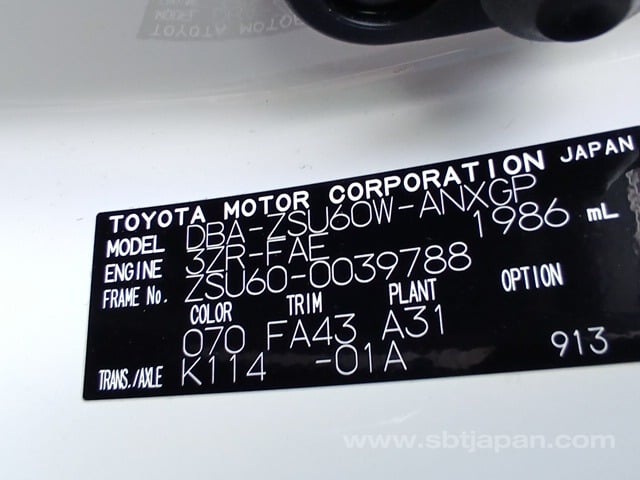 TOYOTA MOTOR CORPORATION JAPAN
MODEL DBA-ZSU60W-ANXGP
ENGINE 3ZR-FAE 1986 mL
FRAME No. ZSU60-0039788
COLOR TRIM PLANT OPTION
070 FA43 A31
TRANS./AXLE K114 -01A 913
www.sbtjapan.com